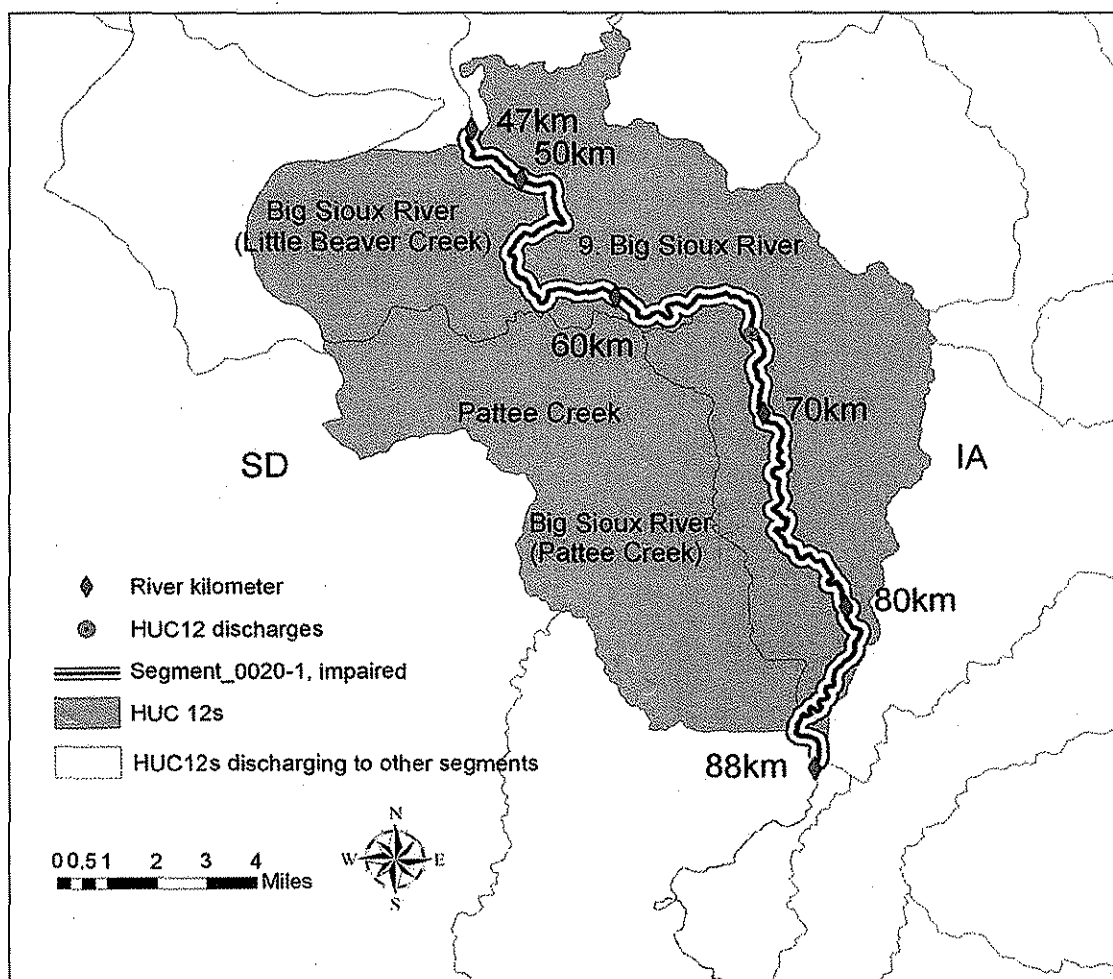 47km
50km
Big Sioux River
(Little Beaver Creek)
9. Big Sioux River
60km
70km
Pattee Creek
SD
IA
Big Sioux River
(Pattee Creek)
80km
88km
River kilometer
HUC12 discharges
Segment_0020-1, impaired
HUC 12s
HUC12s discharging to other segments
N
W E
S
0 0.5 1 2 3 4
Miles